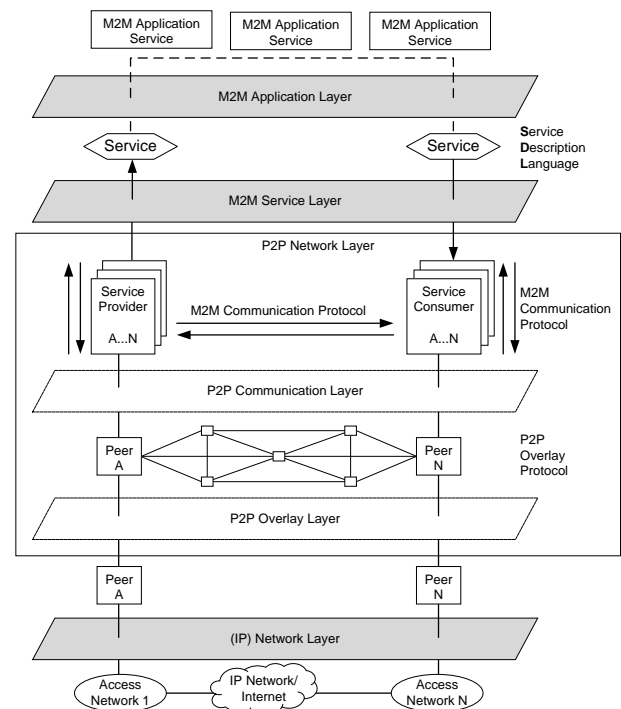 M2M Application
Service
M2M Application
Service
M2M Application
Service
M2M Application Layer
Service
Service
Service
Description
Language
M2M Service Layer
P2P Network Layer
Service
Provider
A...N
M2M Communication Protocol
Service
Consumer
A...N
M2M
Communication
Protocol
P2P Communication Layer
Peer
A
Peer
N
P2P
Overlay
Protocol
P2P Overlay Layer
Peer
A
Peer
N
(IP) Network Layer
Access
Network 1
IP Network/
Internet
Access
Network N